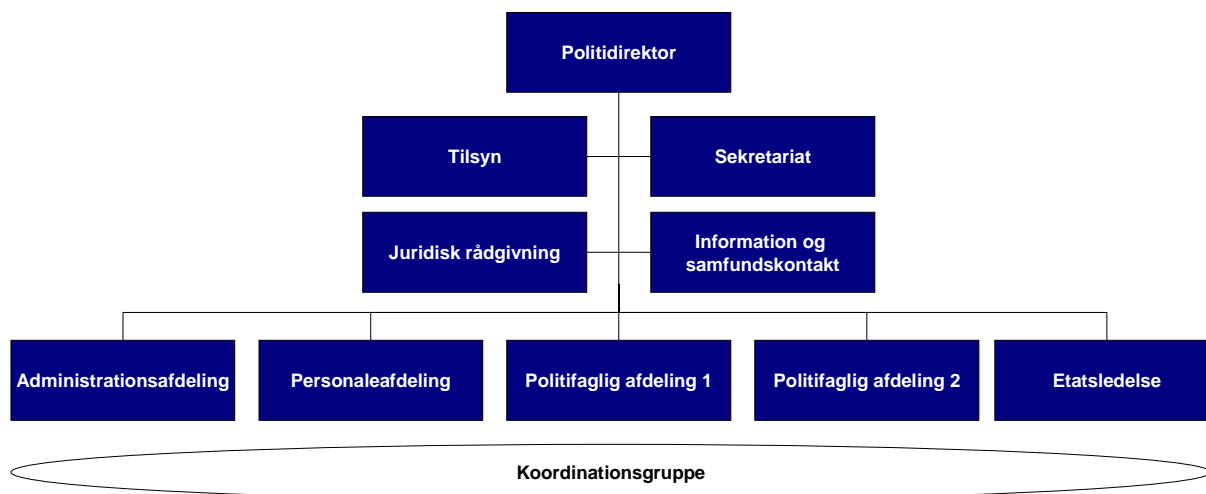 Politidirektor
Tilsyn
Sekretariat
Juridisk rådgivning
Information og
samfundskontakt
Administrationsafdeling
Personaleafdeling
Politifaglig afdeling 1
Politifaglig afdeling 2
Etatsledelse
Koordinationsgruppe